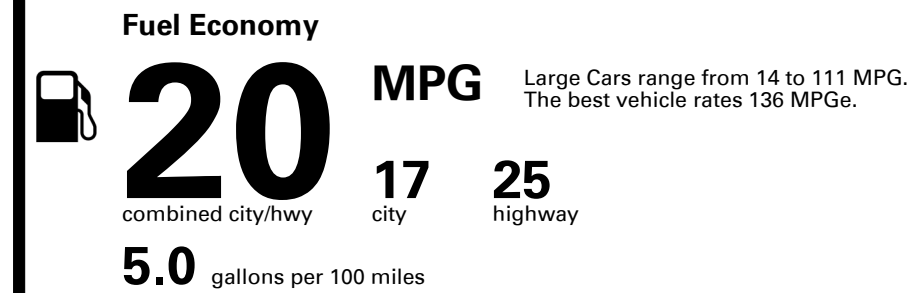 Fuel Economy
20 MPG
Large Cars range from 14 to 111 MPG.
The best vehicle rates 136 MPGe.
combined city/hwy
17
city
25
highway
5.0 gallons per 100 miles